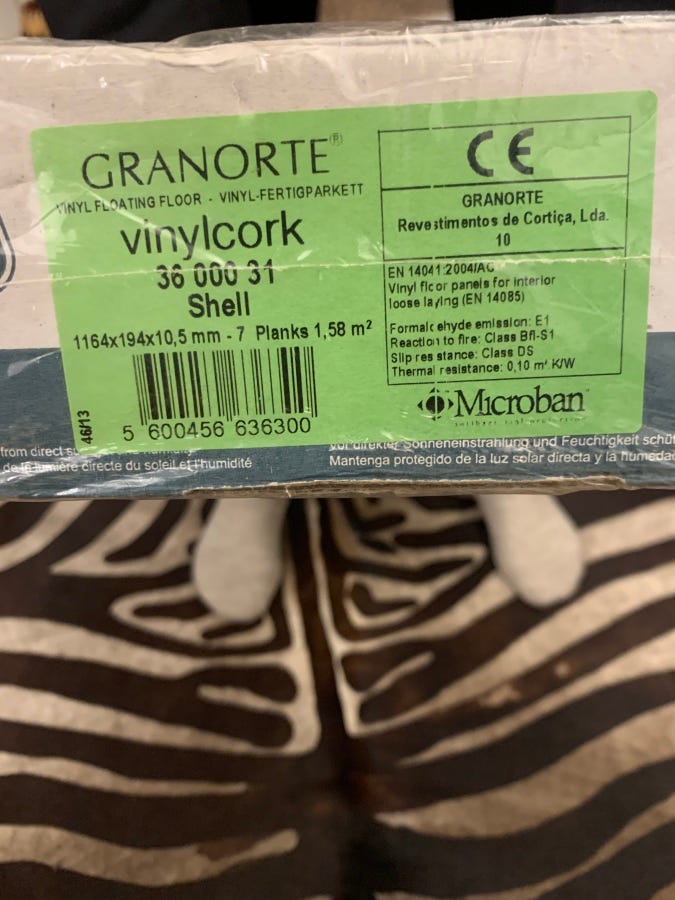 GRANORTE®
VINYL FLOATING FLOOR - VINYL-FERTIGPARKETT
vinylcork
36 000 31
Shell
1164x194x10,5 mm - 7 Planks 1,58 m²
46/13
5 600456 636300
CE
GRANORTE
Revestimentos de Cortiça, Lda.
10
EN 14041:2004/AC
Vinyl floor panels for interior
loose laying (EN 14085)
Formaldehyde emission: E1
Reaction to fire: Class Bfl-S1
Slip resistance: Class DS
Thermal resistance: 0,10 m².K/W
Microban
from direct
de lumière directe du soleil et l'humidité
vor direkter Sonneneinstrahlung und Feuchtigkeit schüt
Mantenga protegido de la luz solar directa y la humedad